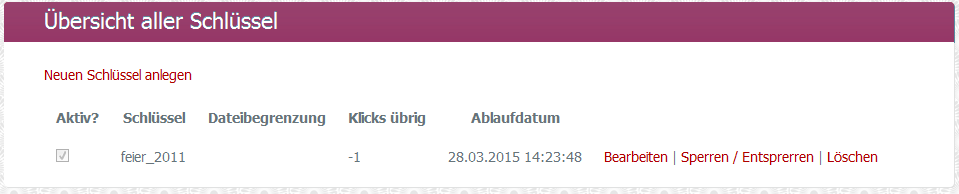 Übersicht aller Schlüssel
Neuen Schlüssel anlegen
Aktiv? Schlüssel Dateibegrenzung Klicks übrig Ablaufdatum
feier_2011 -1 28.03.2015 14:23:48 Bearbeiten | Sperren / Entsprerren | Löschen